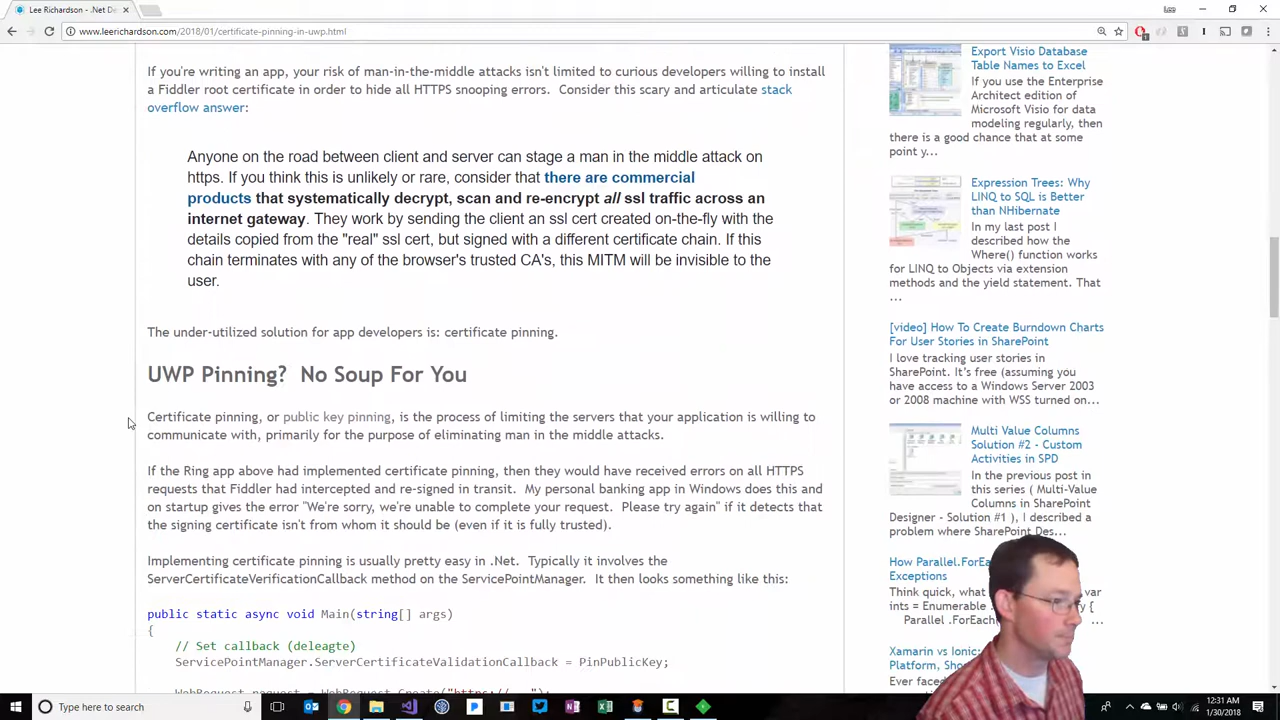 Lee Richardson - .Net De
Lee
www.leerichardson.com/2018/01/certificate-pinning-in-uwp.html
If you're writing an app, your risk of man-in-the-middle attacks isn't limited to curious developers willing to install
a Fiddler root certificate in order to hide all HTTPS snooping errors.  Consider this scary and articulate stack
overflow answer:
Anyone on the road between client and server can stage a man in the middle attack on
https. If you think this is unlikely or rare, consider that there are commercial
products that systematically decrypt, scan and re-encrypt all ssl traffic across an
internet gateway. They work by sending the client an ssl cert created on-the-fly with the
details copied from the "real" ssl cert, but signed with a different certificate chain. If this
chain terminates with any of the browser's trusted CA's, this MITM will be invisible to the
user.
The under-utilized solution for app developers is: certificate pinning.
UWP Pinning?  No Soup For You
Certificate pinning, or public key pinning, is the process of limiting the servers that your application is willing to
communicate with, primarily for the purpose of eliminating man in the middle attacks.
If the Ring app above had implemented certificate pinning, then they would have received errors on all HTTPS
requests that Fiddler had intercepted and re-signed in transit.  My personal banking app in Windows does this and
on startup gives the error "We're sorry, we're unable to complete your request.  Please try again" if it detects that
the signing certificate isn't from whom it should be (even if it is fully trusted).
Implementing certificate pinning is usually pretty easy in .Net.  Typically it involves the
ServerCertificateVerificationCallback method on the ServicePointManager.  It then looks something like this:
public static async void Main(string[] args)
{
// Set callback (deleagte)
ServicePointManager.ServerCertificateValidationCallback = PinPublicKey;
WebRequest request = WebRequest.Create("https://...");
Export Visio Database
Table Names to Excel
If you use the Enterprise
Architect edition of
Microsoft Visio for data
modeling regularly, then
there is a good chance that at some
point y...
Expression Trees: Why
LINQ to SQL is Better
than NHibernate
In my last post I
described how the
Where() function works
for LINQ to Objects via extension
methods and the yield statement. That
...
[video] How To Create Burndown Charts
For User Stories in SharePoint
I love tracking user stories in
SharePoint. It's free (assuming you
have access to a Windows Server 2003
or 2008 machine with WSS turned on...
Multi Value Columns
Solution #2 - Custom
Activities in SPD
In the previous post in
this series ( Multi-Value
Columns in SharePoint
Designer - Solution #1 ), I described a
problem where SharePoint Des...
How Parallel.ForEac
Exceptions
Think quick, what var
ints = Enumerable . {
Parallel .ForEach( ...
Xamarin vs Ionic:
Platform, Sho
Ever faced
Type here to search
12:31 AM
1/30/2018